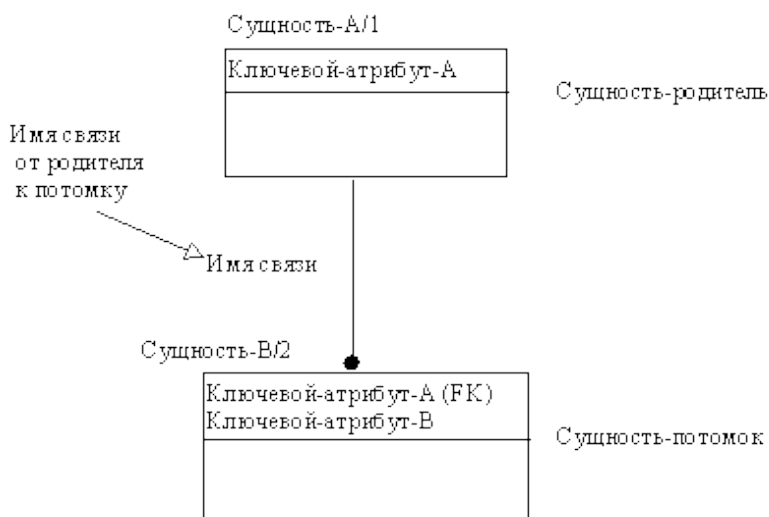 Сущность-А/1
Ключевой-атрибут-А
Сущность-родитель
Имя связи
от родителя
к потомку
Имя связи
Сущность-В/2
Ключевой-атрибут-А (FK)
Ключевой-атрибут-В
Сущность-потомок